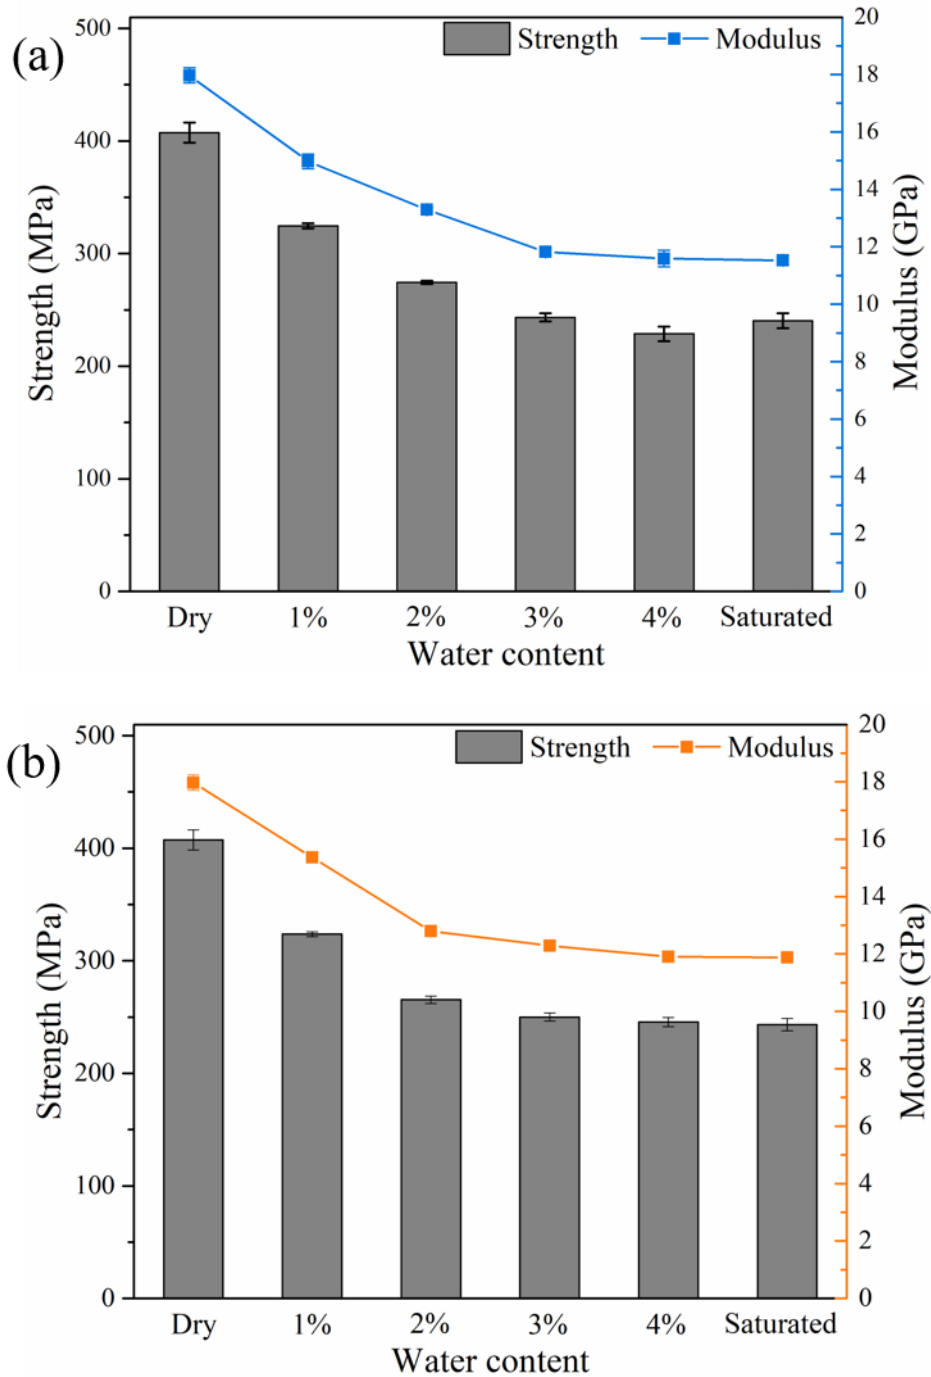 (a)
Strength
Modulus
500
400
300
200
100
0
Strength (MPa)
20
18
16
14
12
10
8
6
4
2
0
Modulus (GPa)
Dry
1%
2%
3%
4%
Saturated
Water content
(b)
Strength
Modulus
500
400
300
200
100
0
Strength (MPa)
20
18
16
14
12
10
8
6
4
2
0
Modulus (GPa)
Dry
1%
2%
3%
4%
Saturated
Water content